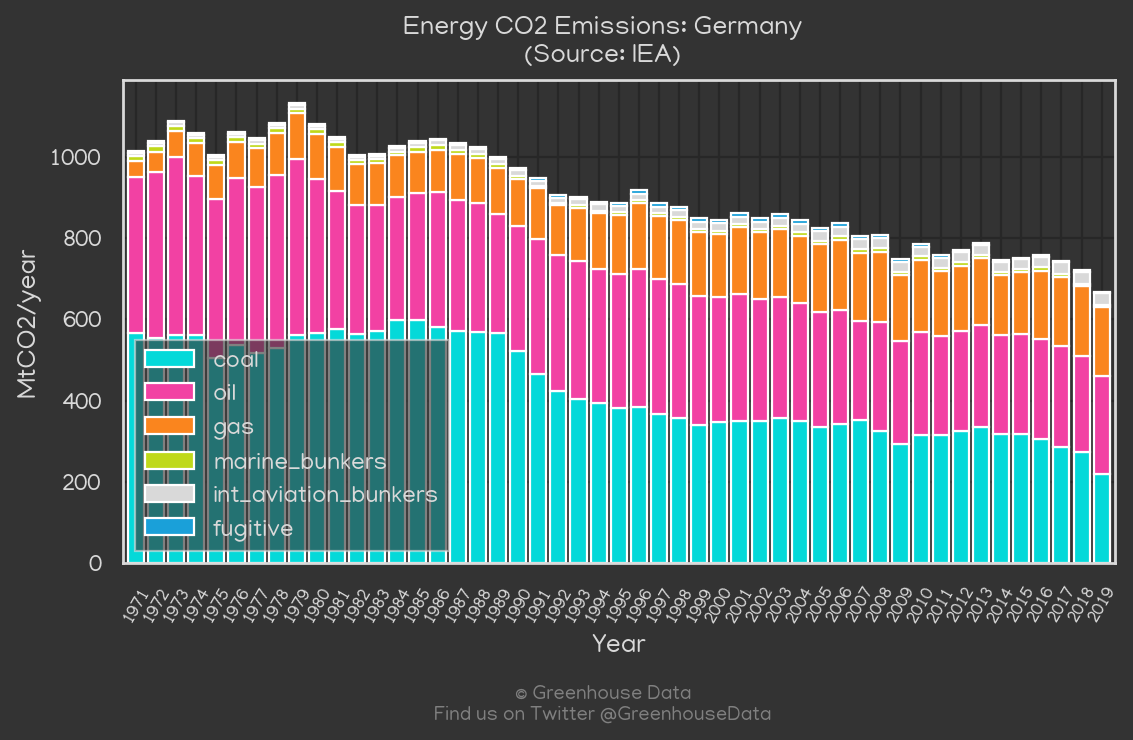 Energy CO2 Emissions: Germany
(Source: IEA)
MtCO2/year
1000
800
600
400
200
0
coal
oil
gas
marine_bunkers
int_aviation_bunkers
fugitive
1971 1972 1973 1974 1975 1976 1977 1978 1979 1980 1981 1982 1983 1984 1985 1986 1987 1988 1989 1990 1991 1992 1993 1994 1995 1996 1997 1998 1999 2000 2001 2002 2003 2004 2005 2006 2007 2008 2009 2010 2011 2012 2013 2014 2015 2016 2017 2018 2019
Year
© Greenhouse Data
Find us on Twitter @GreenhouseData